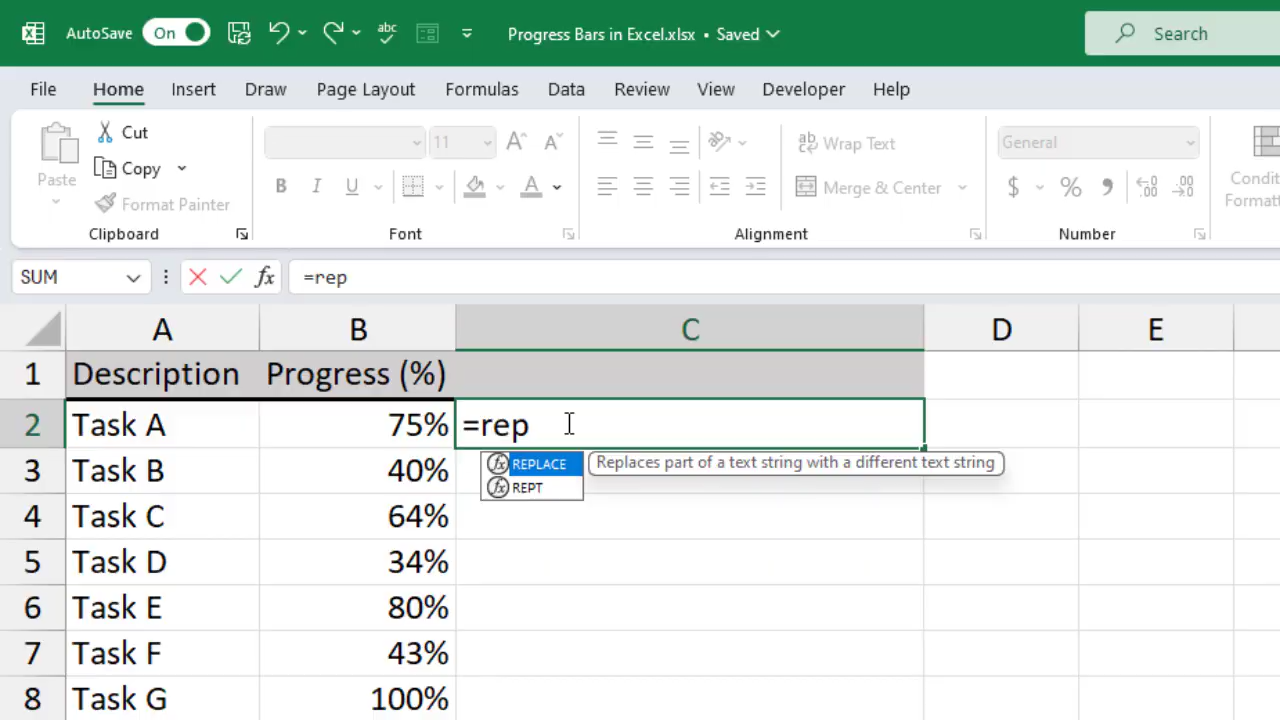 AutoSave On abc Progress Bars in Excel.xlsx • Saved Search
File Home Insert Draw Page Layout Formulas Data Review View Developer Help
Paste Cut Copy Format Painter
11 A A
B I U A
ab Wrap Text
Merge & Center
General
$ % 9
Clipboard Font Alignment Number
SUM fx =rep
A B C D E
1 Description Progress (%)
2 Task A 75% =rep
3 Task B 40% fx REPLACE Replaces part of a text string with a different text string
fx REPT
4 Task C 64%
5 Task D 34%
6 Task E 80%
7 Task F 43%
8 Task G 100%